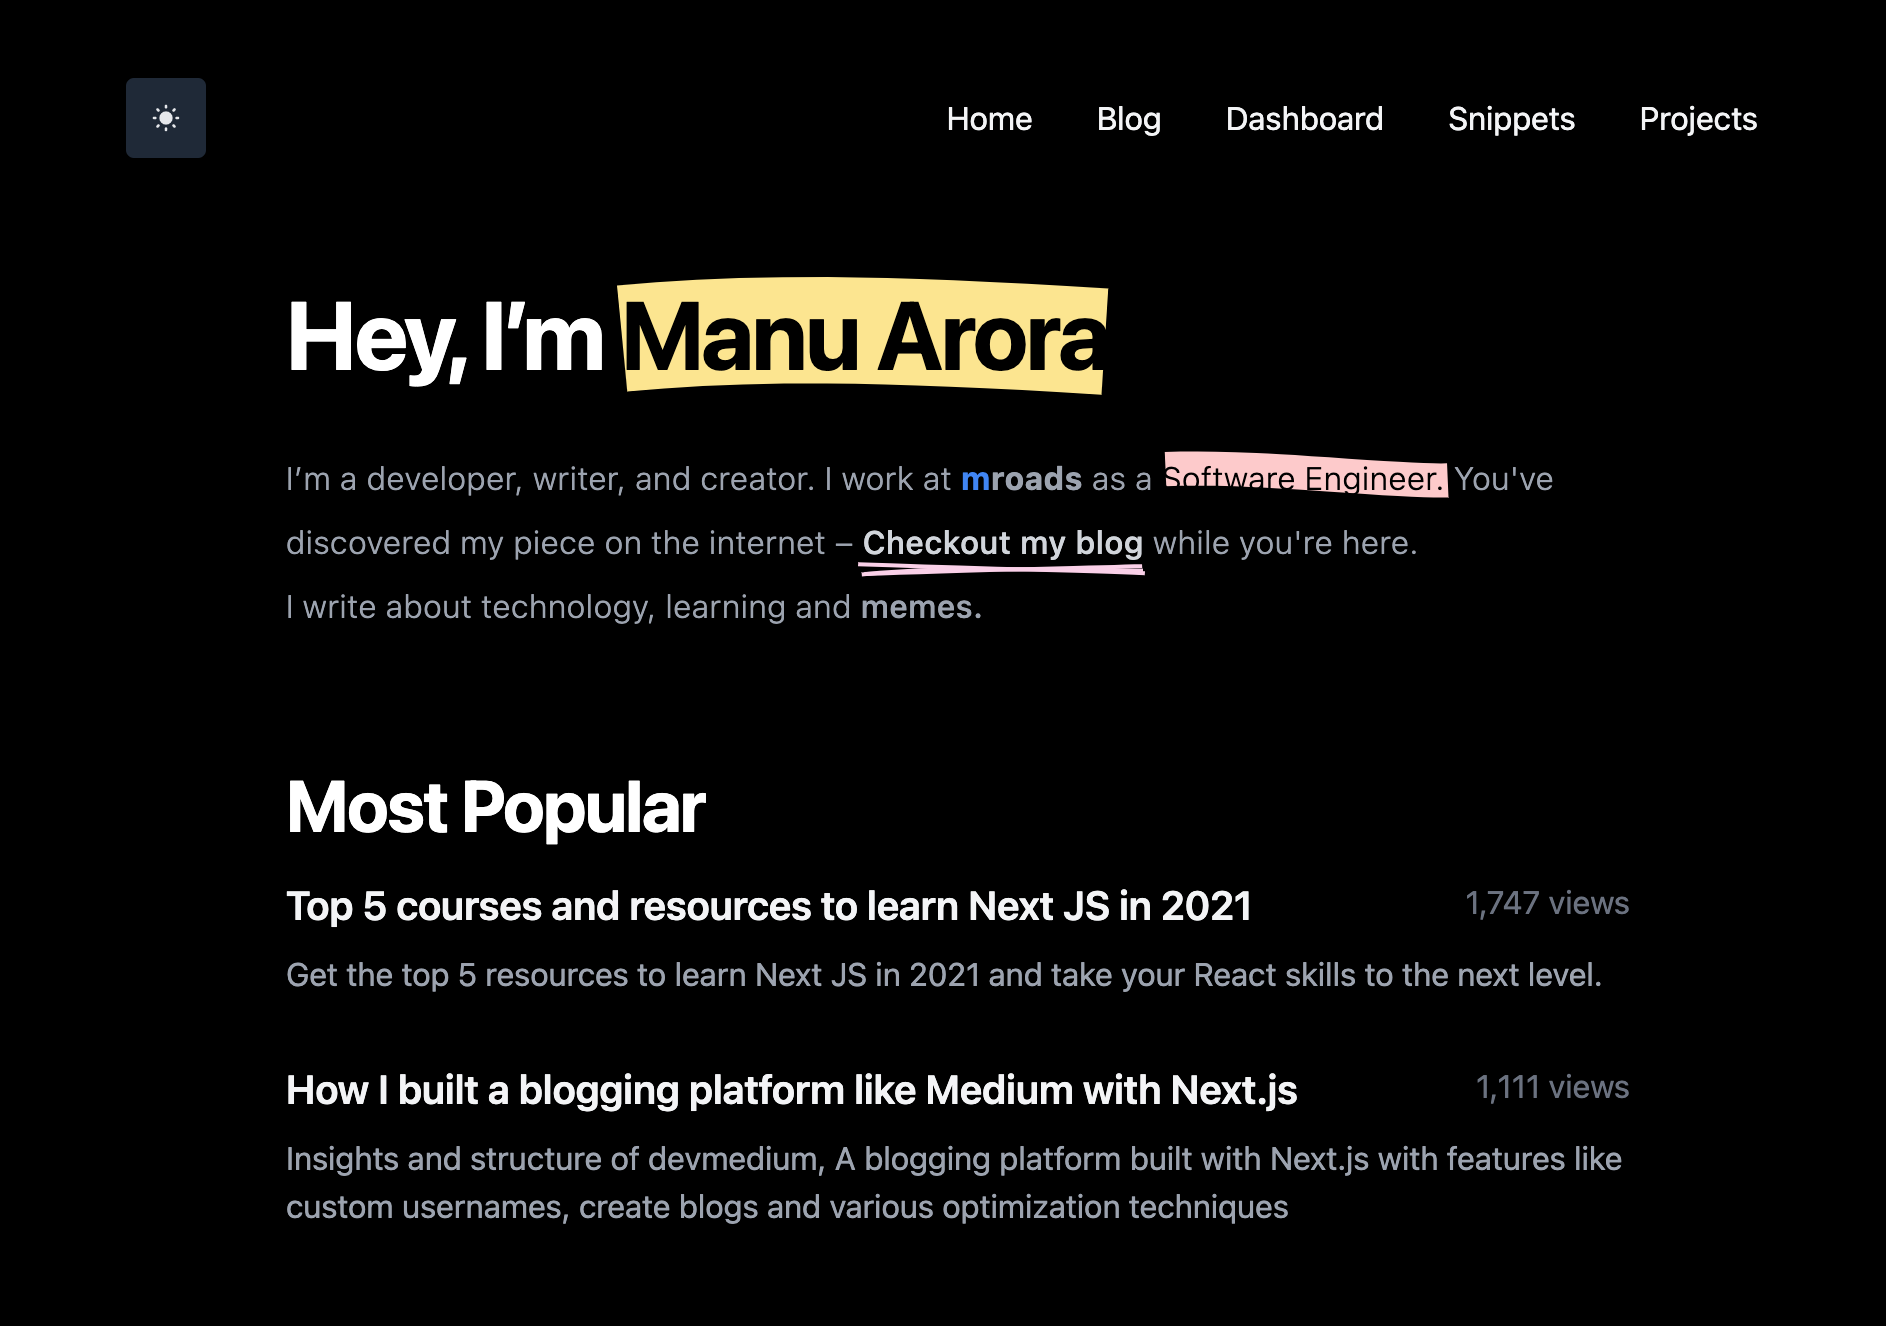 Home Blog Dashboard Snippets Projects
Hey, I’m Manu Arora
I’m a developer, writer, and creator. I work at mroads as a Software Engineer. You've
discovered my piece on the internet – Checkout my blog while you're here.
I write about technology, learning and memes.
Most Popular
Top 5 courses and resources to learn Next JS in 2021
1,747 views
Get the top 5 resources to learn Next JS in 2021 and take your React skills to the next level.
How I built a blogging platform like Medium with Next.js
1,111 views
Insights and structure of devmedium, A blogging platform built with Next.js with features like
custom usernames, create blogs and various optimization techniques